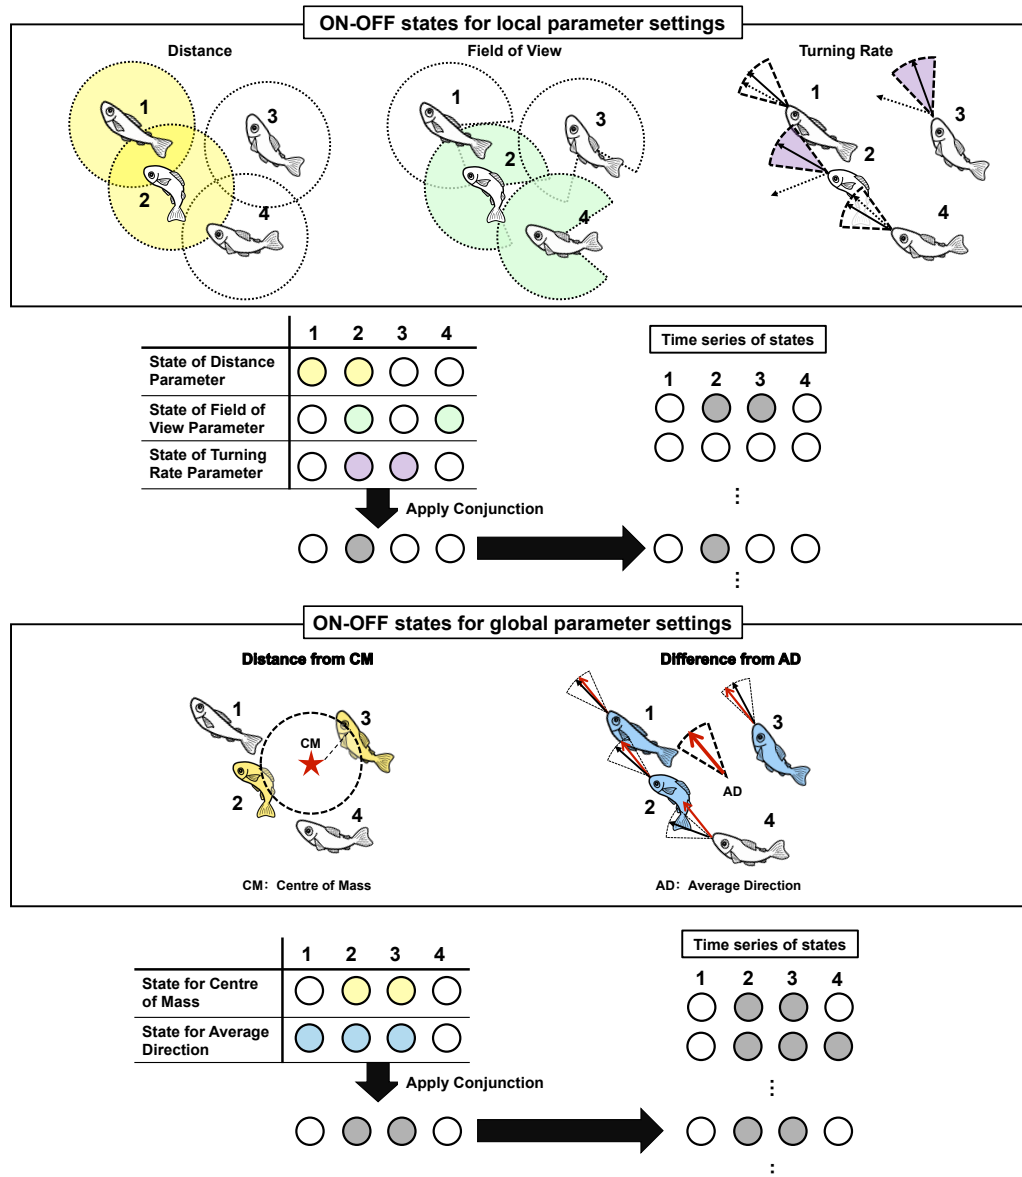 ON-OFF states for local parameter settings
Distance
Field of View
Turning Rate
1
2
3
4
1
2
3
4
1
2
3
4
1 2 3 4
State of Distance
Parameter
State of Field of
View Parameter
State of Turning
Rate Parameter
Apply Conjunction
Time series of states
1 2 3 4
⋮
⋮
ON-OFF states for global parameter settings
Distance from CM
Difference from AD
1
2
3
4
CM
CM: Centre of Mass
1
2
3
4
AD
AD: Average Direction
1 2 3 4
State for Centre
of Mass
State for Average
Direction
Apply Conjunction
Time series of states
1 2 3 4
⋮
⋮